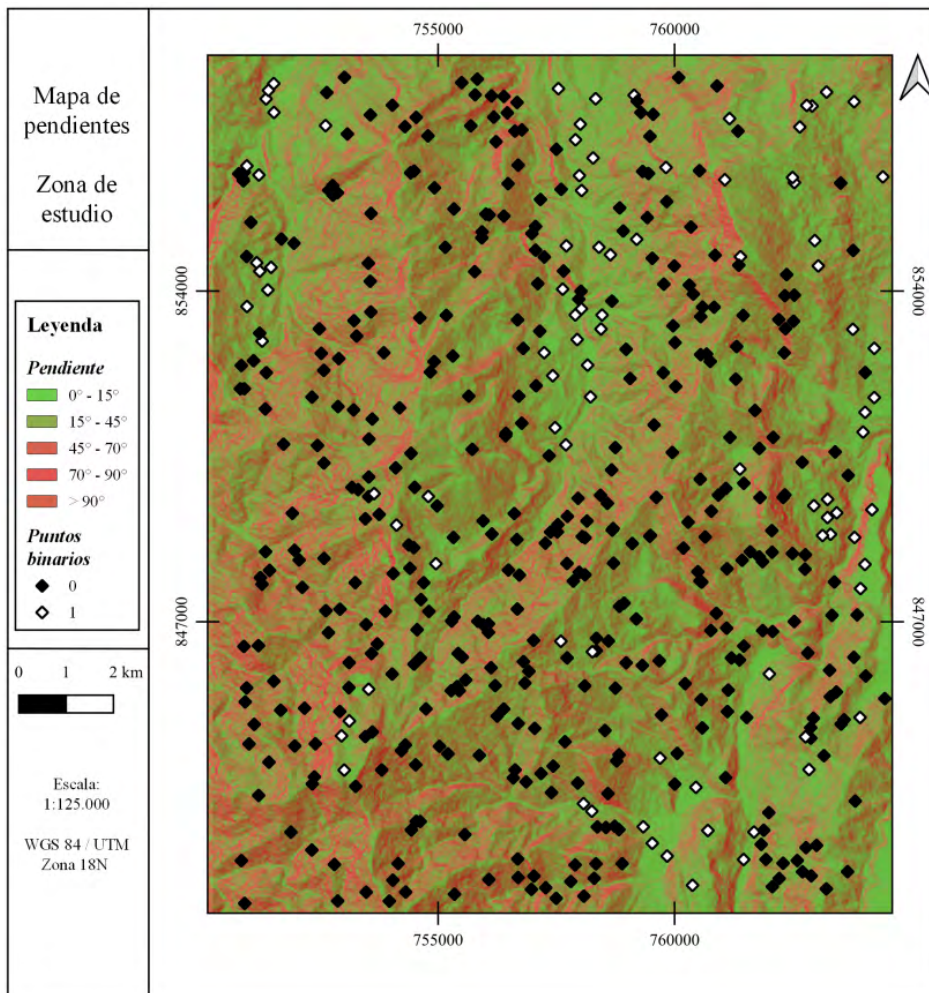 Mapa de
pendientes
Zona de
estudio
Leyenda
Pendiente
0° - 15°
15° - 45°
45° - 70°
70° - 90°
> 90°
Puntos
binarios
0
1
0 1 2 km
Escala:
1:125.000
WGS 84 / UTM
Zona 18N
755000 760000
854000 854000
847000 847000
755000 760000